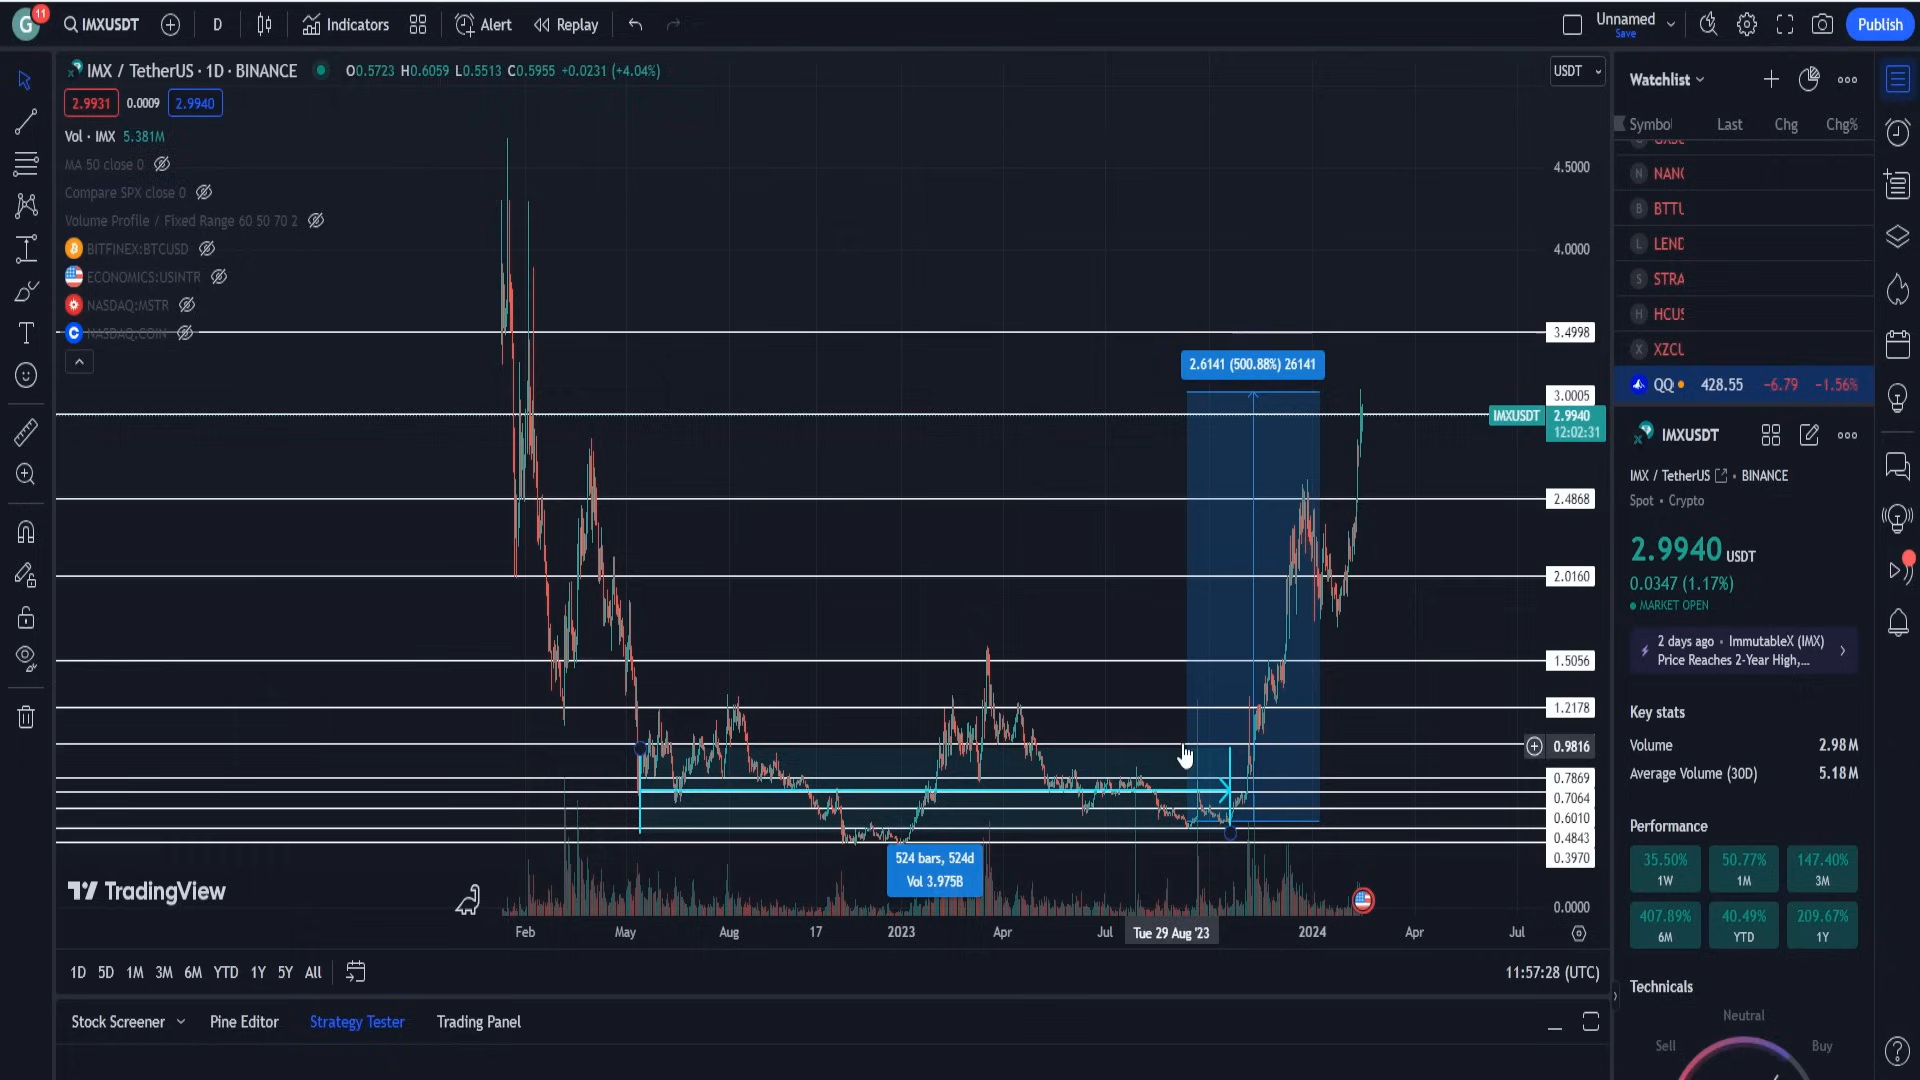 G 11 IMXUSDT D Indicators Alert Replay Unnamed Save Publish
IMX / TetherUS · 1D · BINANCE O0.5723 H0.6059 L0.5513 C0.5955 +0.0231 (+4.04%)
2.9931 0.0009 2.9940
Vol · IMX 5.381M
MA 50 close 0
Compare SPX close 0
Volume Profile / Fixed Range 60 50 70 2
BITFINEX:BTCUSD
ECONOMICS:USINTR
NASDAQ:MSTR
NASDAQ:COIN
USDT
4.5000
4.0000
3.4998
3.0005
IMXUSDT 2.9940
12:02:31
2.4868
2.0160
1.5056
1.2178
0.9816
0.7869
0.7064
0.6010
0.4843
0.3970
0.0000
2.6141 (500.88%) 26141
524 bars, 524d
Vol 3.975B
TradingView
Feb May Aug 17 2023 Apr Jul Tue 29 Aug '23 2024 Apr Jul
1D 5D 1M 3M 6M YTD 1Y 5Y All 11:57:28 (UTC)
Stock Screener Pine Editor Strategy Tester Trading Panel
Watchlist
Symbol Last Chg Chg%
N NANC
B BTTU
L LEND
S STRA
H HCUS
X XZCU
QQ 428.55 −6.79 −1.56%
IMXUSDT
IMX / TetherUS • BINANCE
Spot • Crypto
2.9940 USDT
0.0347 (1.17%)
MARKET OPEN
2 days ago • ImmutableX (IMX)
Price Reaches 2-Year High,...
Key stats
Volume 2.98M
Average Volume (30D) 5.18M
Performance
35.50% 50.77% 147.40%
1W 1M 3M
407.89% 40.49% 209.67%
6M YTD 1Y
Technicals
Neutral
Sell Buy